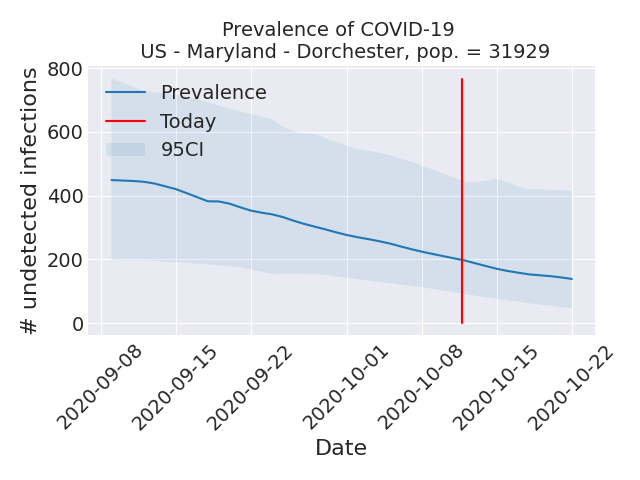 Prevalence of COVID-19
US - Maryland - Dorchester, pop. = 31929
# undetected infections
800
600
400
200
0
Prevalence
Today
95CI
2020-09-08
2020-09-15
2020-09-22
2020-10-01
2020-10-08
2020-10-15
2020-10-22
Date